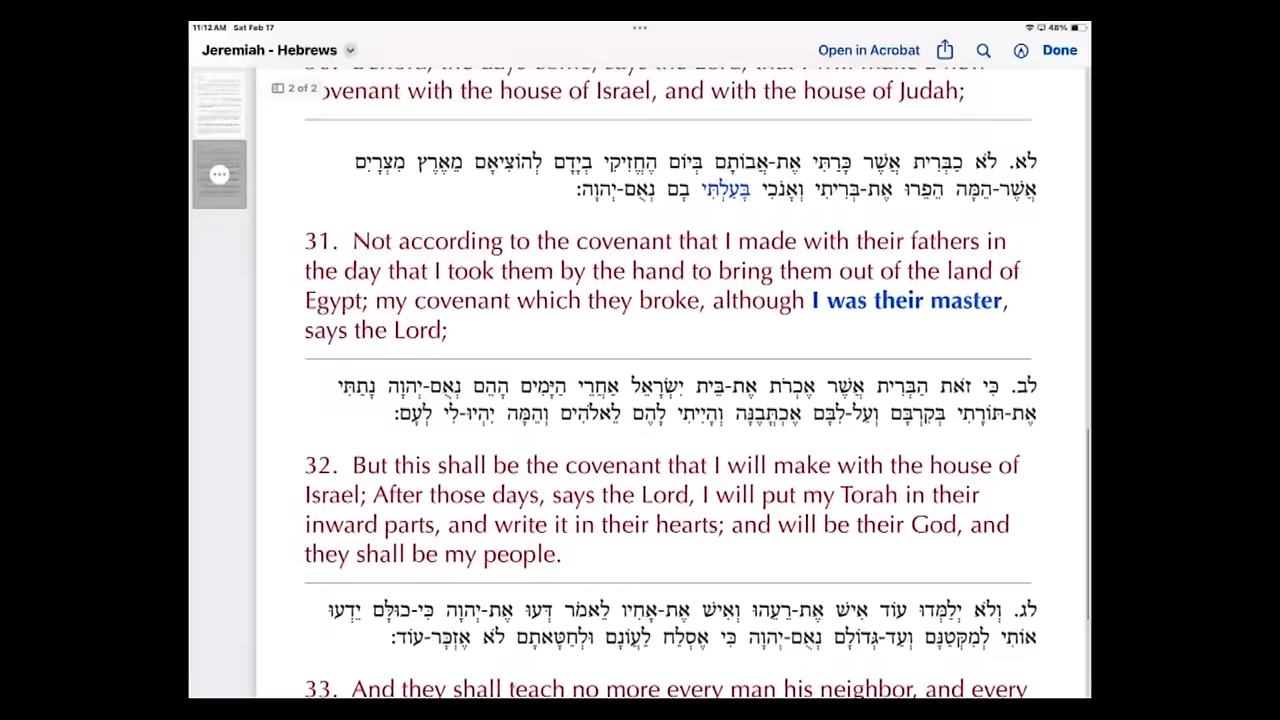 11:12 AM Sat Feb 17
48%
Jeremiah - Hebrews
Open in Acrobat
Done
2 of 2
ovenant with the house of Israel, and with the house of Judah;
לא. לֹא כַבְּרִית אֲשֶׁר כָּרַתִּי אֶת-אֲבוֹתָם בְּיוֹם הֶחֱזִיקִי בְיָדָם לְהוֹצִיאָם מֵאֶרֶץ מִצְרָיִם
אֲשֶׁר-הֵמָּה הֵפֵרוּ אֶת-בְּרִיתִי וְאָנֹכִי בָּעַלְתִּי בָם נְאֻם-יְהוָה:
31. Not according to the covenant that I made with their fathers in
the day that I took them by the hand to bring them out of the land of
Egypt; my covenant which they broke, although I was their master,
says the Lord;
לב. כִּי זֹאת הַבְּרִית אֲשֶׁר אֶכְרֹת אֶת-בֵּית יִשְׂרָאֵל אַחֲרֵי הַיָּמִים הָהֵם נְאֻם-יְהוָה נָתַתִּי
אֶת-תּוֹרָתִי בְּקִרְבָּם וְעַל-לִבָּם אֶכְתֲּבֶנָּה וְהָיִיתִי לָהֶם לֵאלֹהִים וְהֵמָּה יִהְיוּ-לִי לְעָם:
32. But this shall be the covenant that I will make with the house of
Israel; After those days, says the Lord, I will put my Torah in their
inward parts, and write it in their hearts; and will be their God, and
they shall be my people.
לג. וְלֹא יְלַמְּדוּ עוֹד אִישׁ אֶת-רֵעֵהוּ וְאִישׁ אֶת-אָחִיו לֵאמֹר דְּעוּ אֶת-יְהוָה כִּי-כוּלָּם יֵדְעוּ
אוֹתִי לְמִקְטַנָּם וְעַד-גְּדוֹלָם נְאֻם-יְהוָה כִּי אֶסְלַח לַעֲוֹנָם וּלְחַטָּאתָם לֹא אֶזְכָּר-עוֹד:
33. And they shall teach no more every man his neighbor, and every